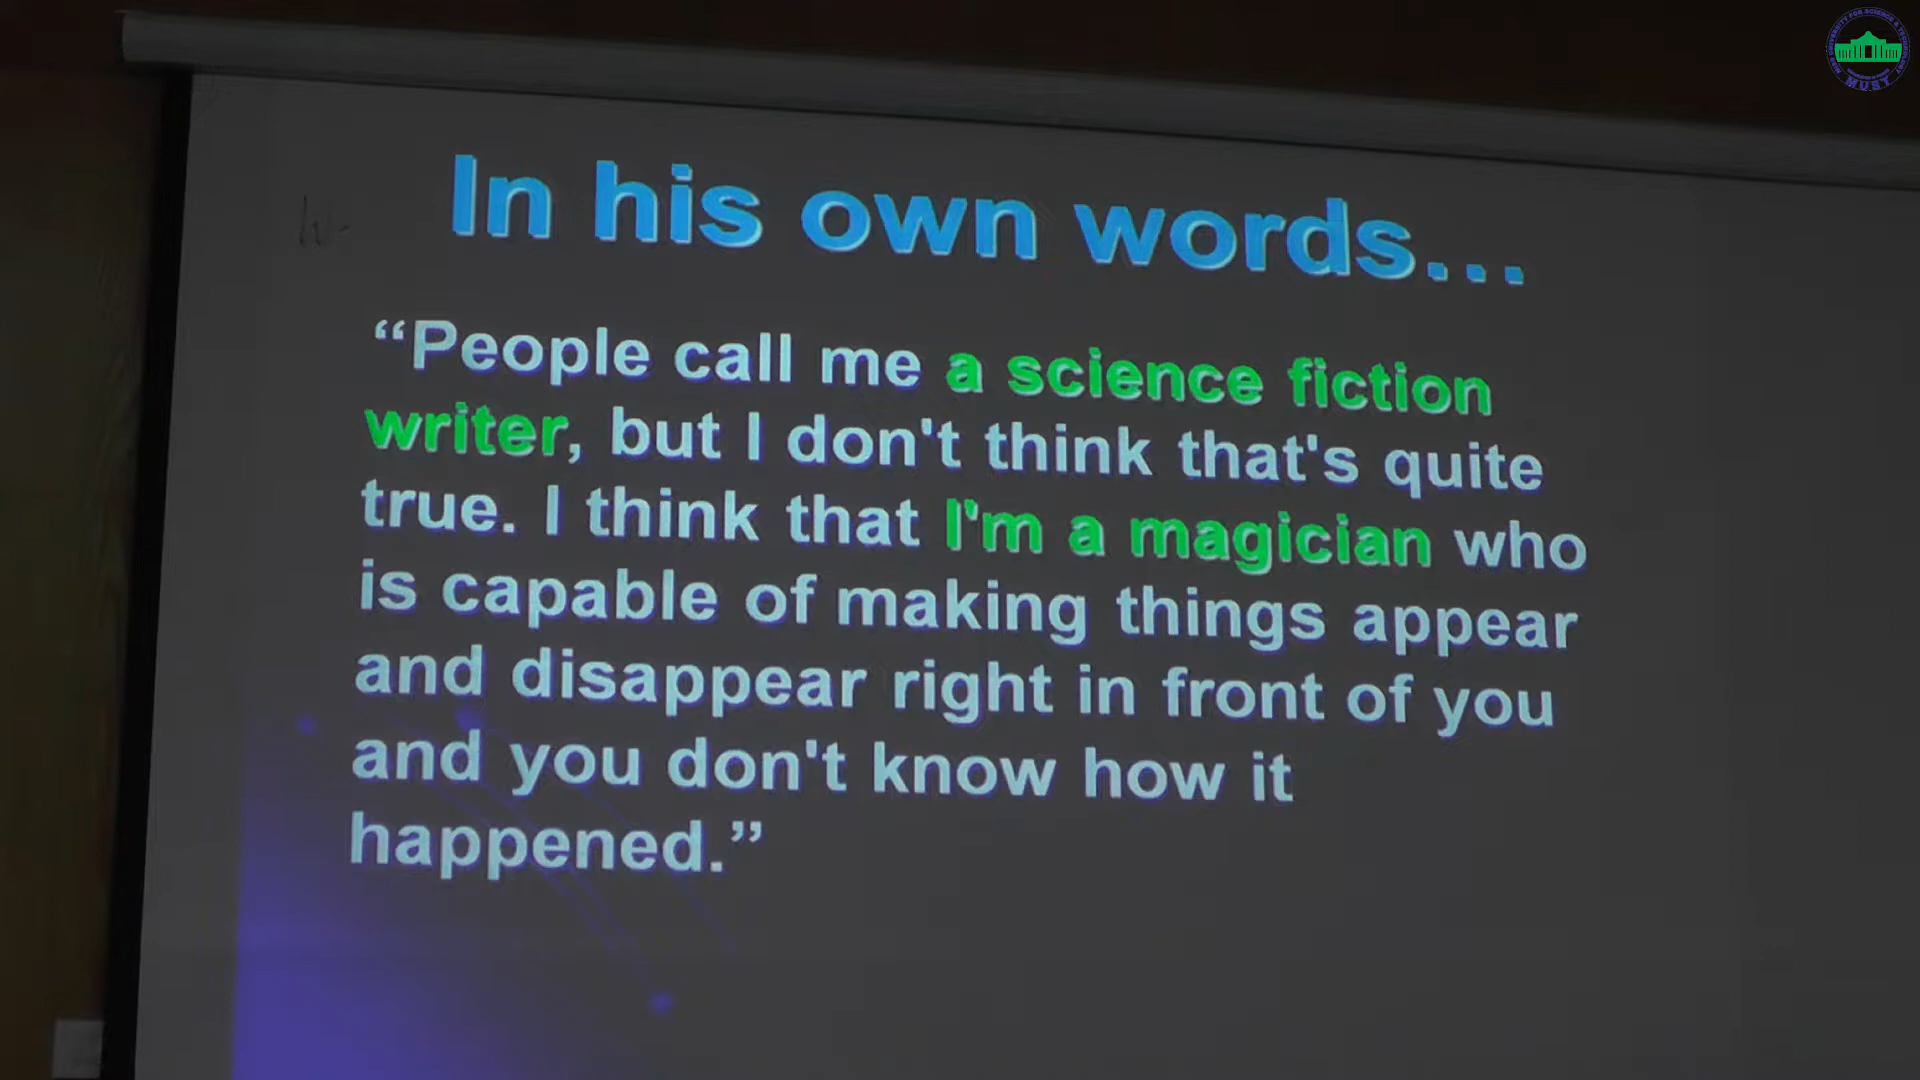 In his own words...
“People call me a science fiction
writer, but I don't think that's quite
true. I think that I'm a magician who
is capable of making things appear
and disappear right in front of you
and you don't know how it
happened.”
MUST